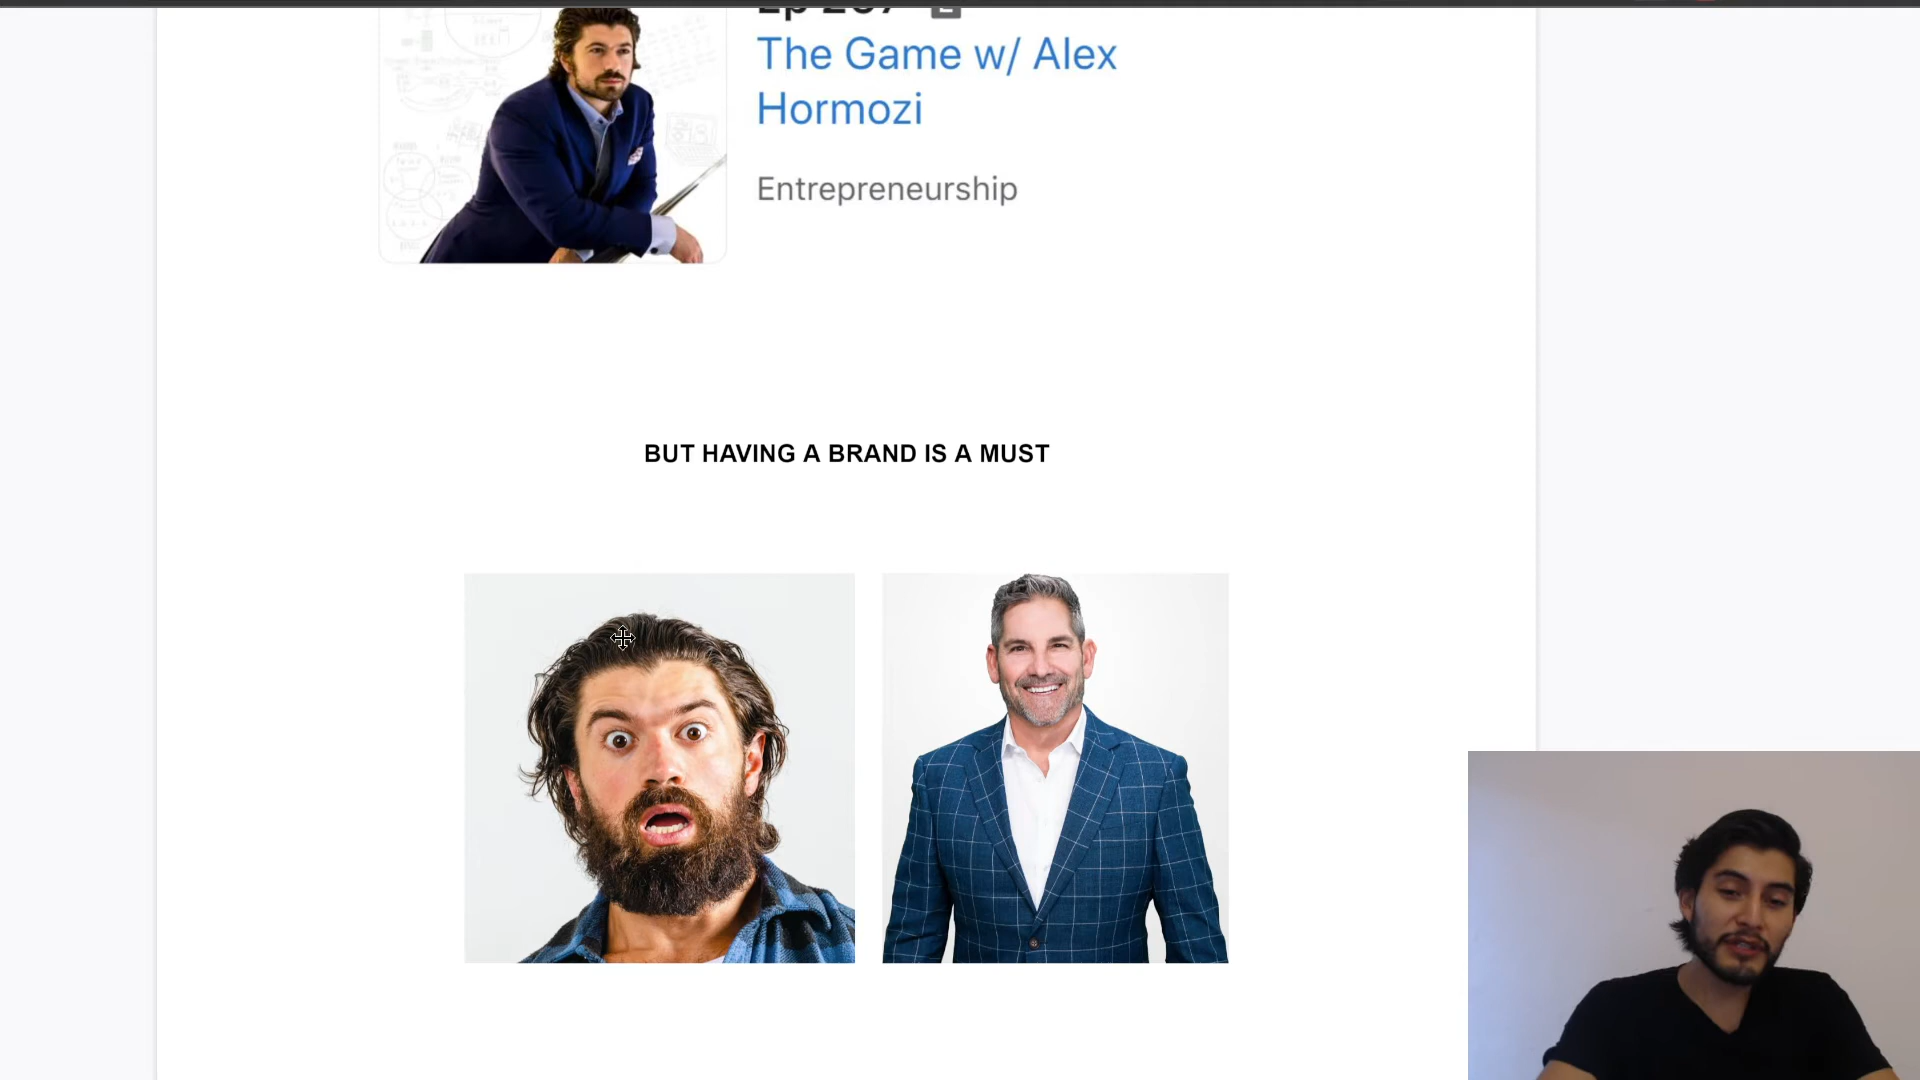 The Game w/ Alex
Hormozi
Entrepreneurship
BUT HAVING A BRAND IS A MUST